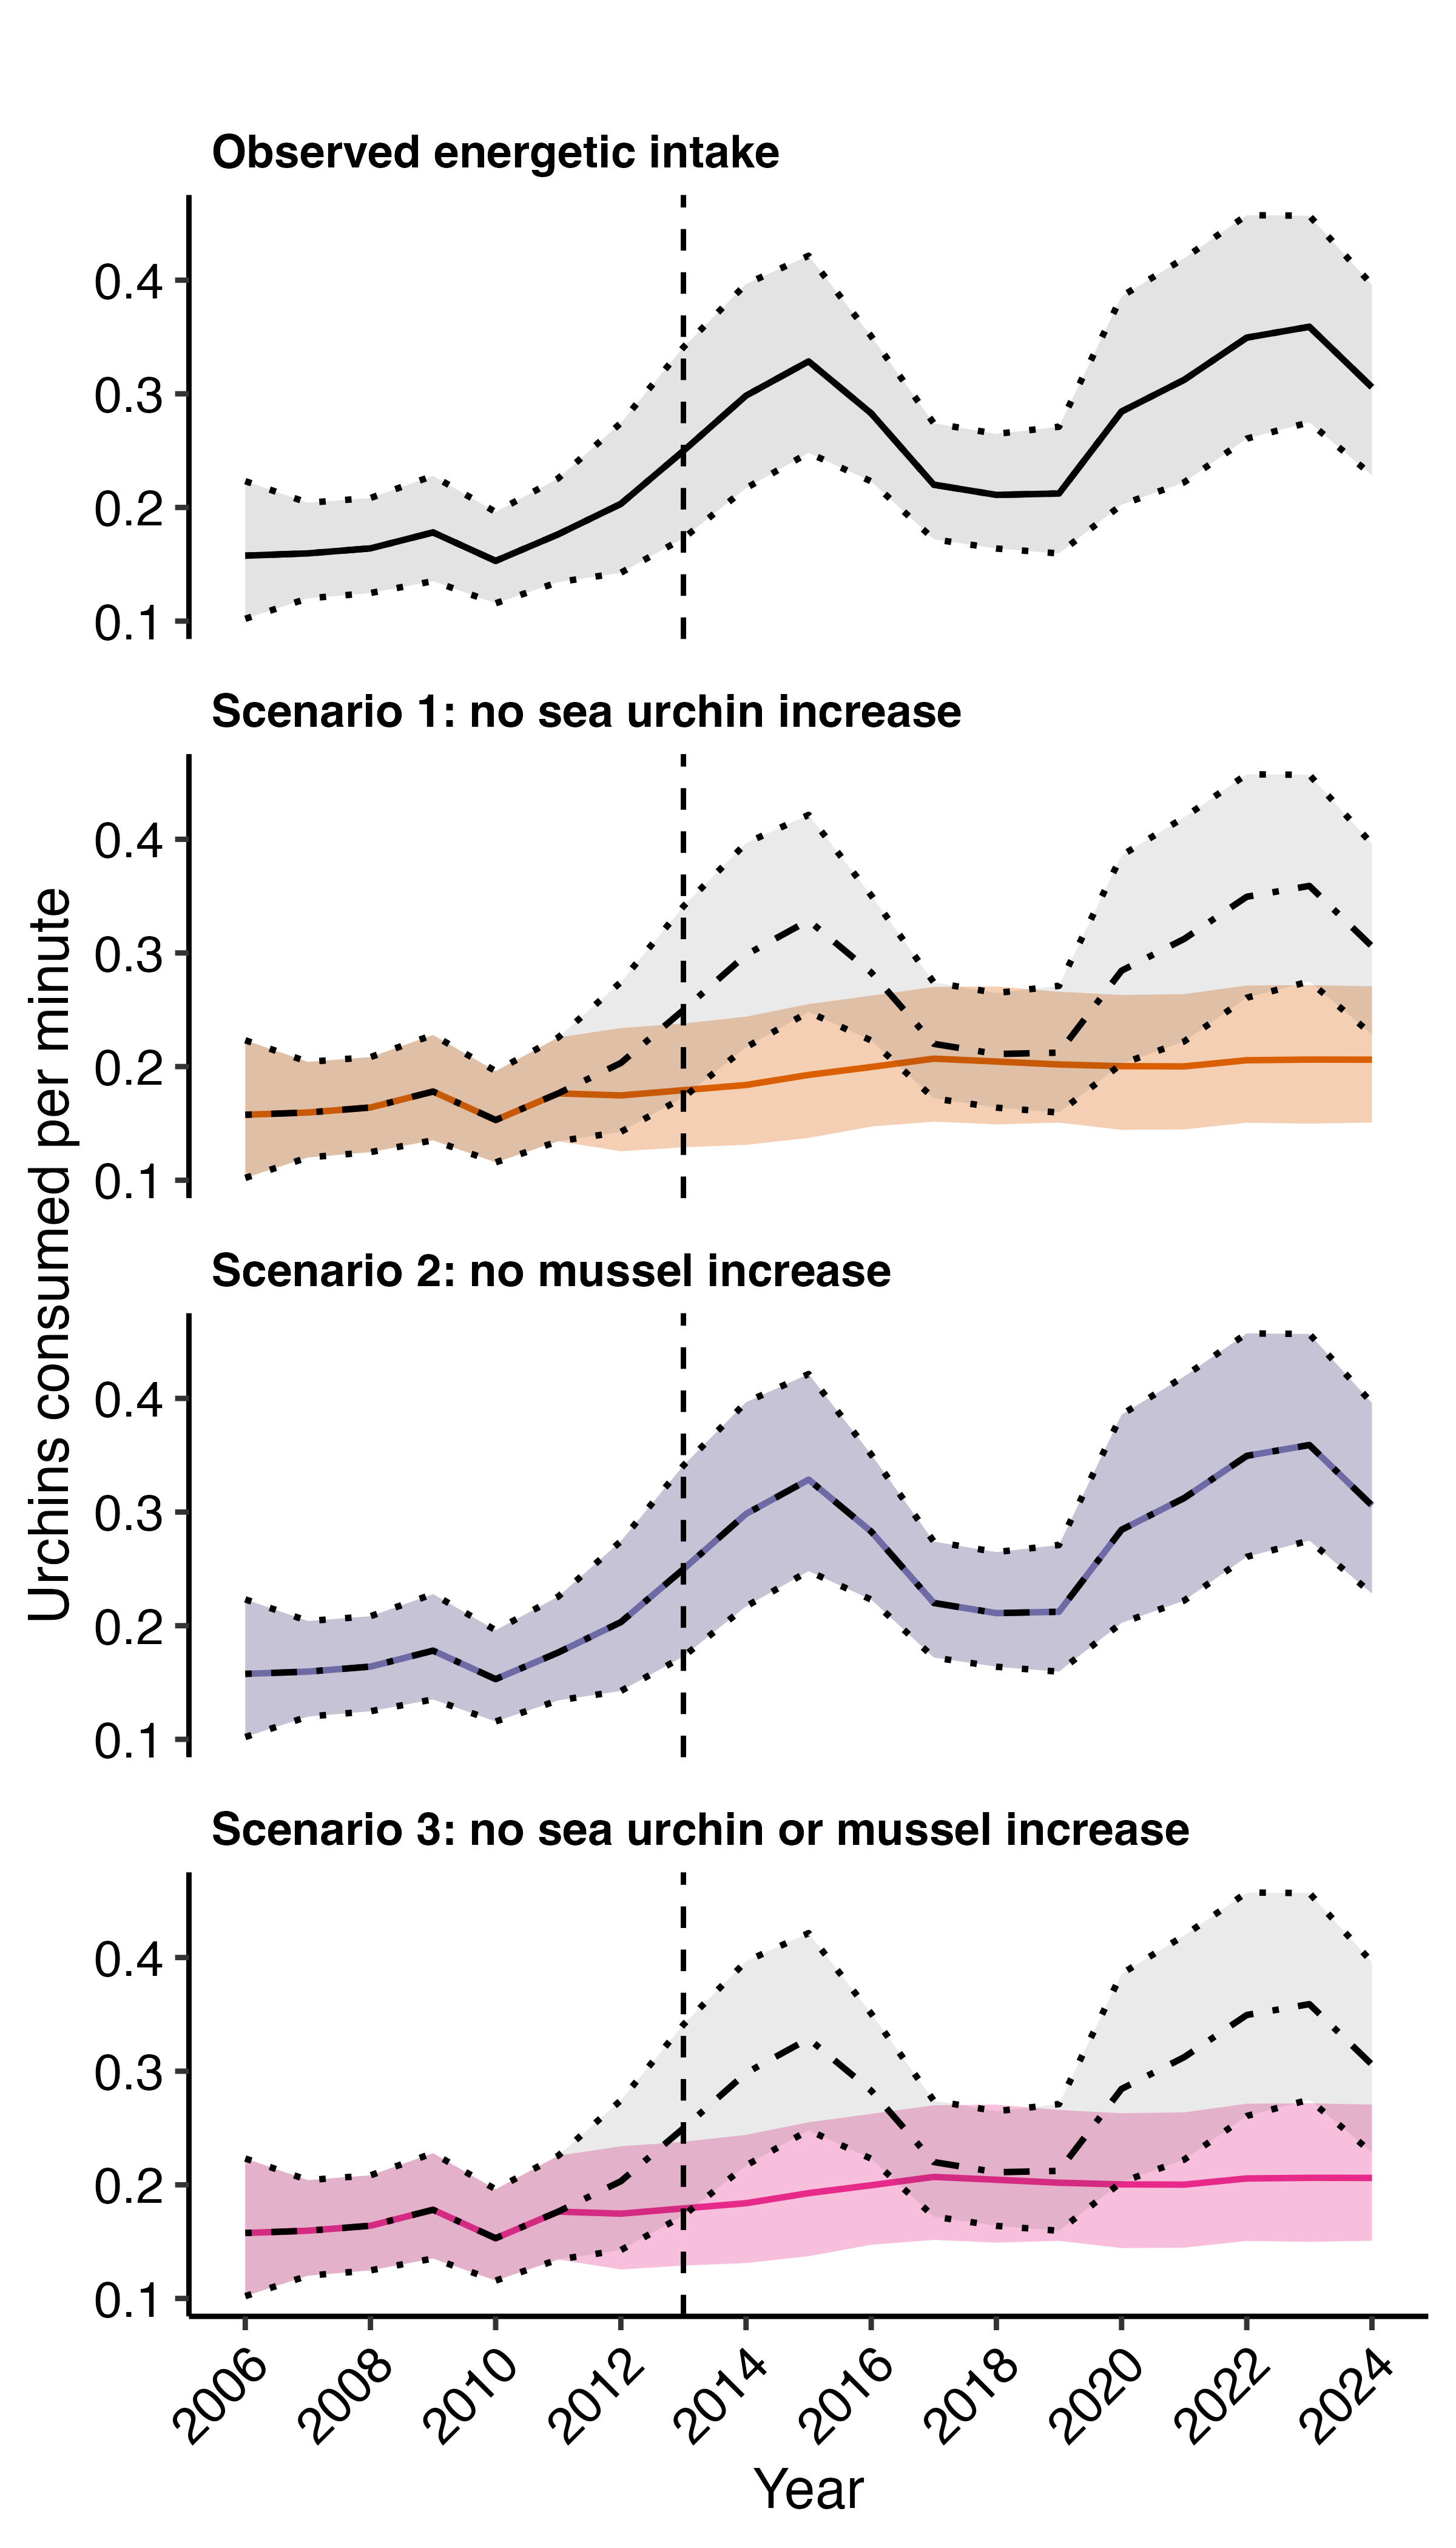 Observed energetic intake
0.4
0.3
0.2
0.1
Scenario 1: no sea urchin increase
0.4
0.3
0.2
0.1
Urchins consumed per minute
Scenario 2: no mussel increase
0.4
0.3
0.2
0.1
Scenario 3: no sea urchin or mussel increase
0.4
0.3
0.2
0.1
2006 2008 2010 2012 2014 2016 2018 2020 2022 2024
Year